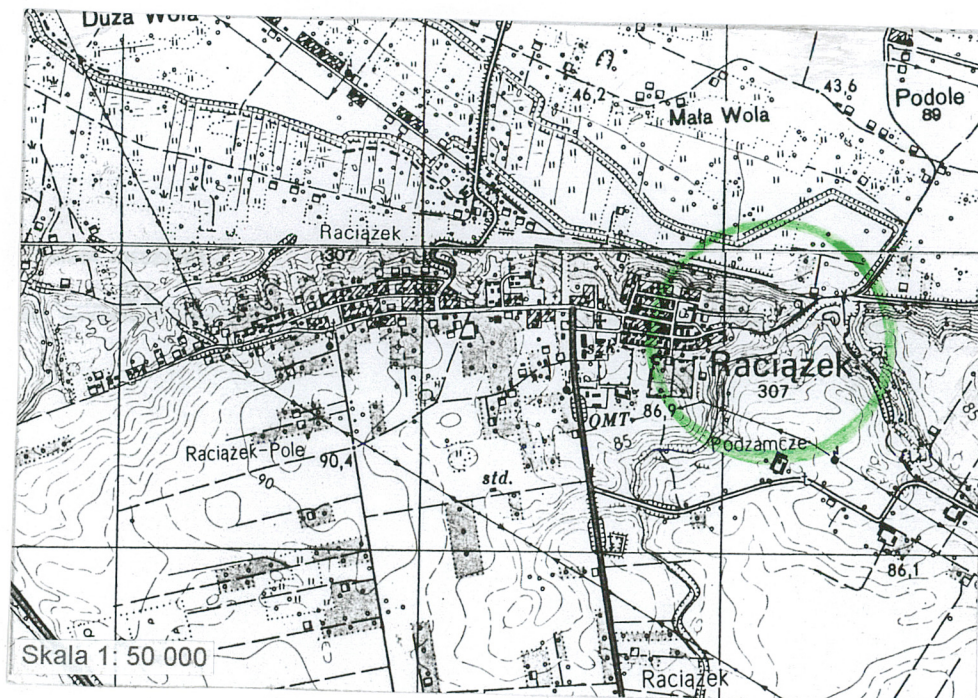 Duża Wola
46,2
43,6
Podole
89
Mała Wola
Raciążek
307
Raciążek
307
86,9
OMT
85
Podzamcze
Raciążek-Pole
90,4
90
std.
86,1
Skala 1: 50 000
Raciążek